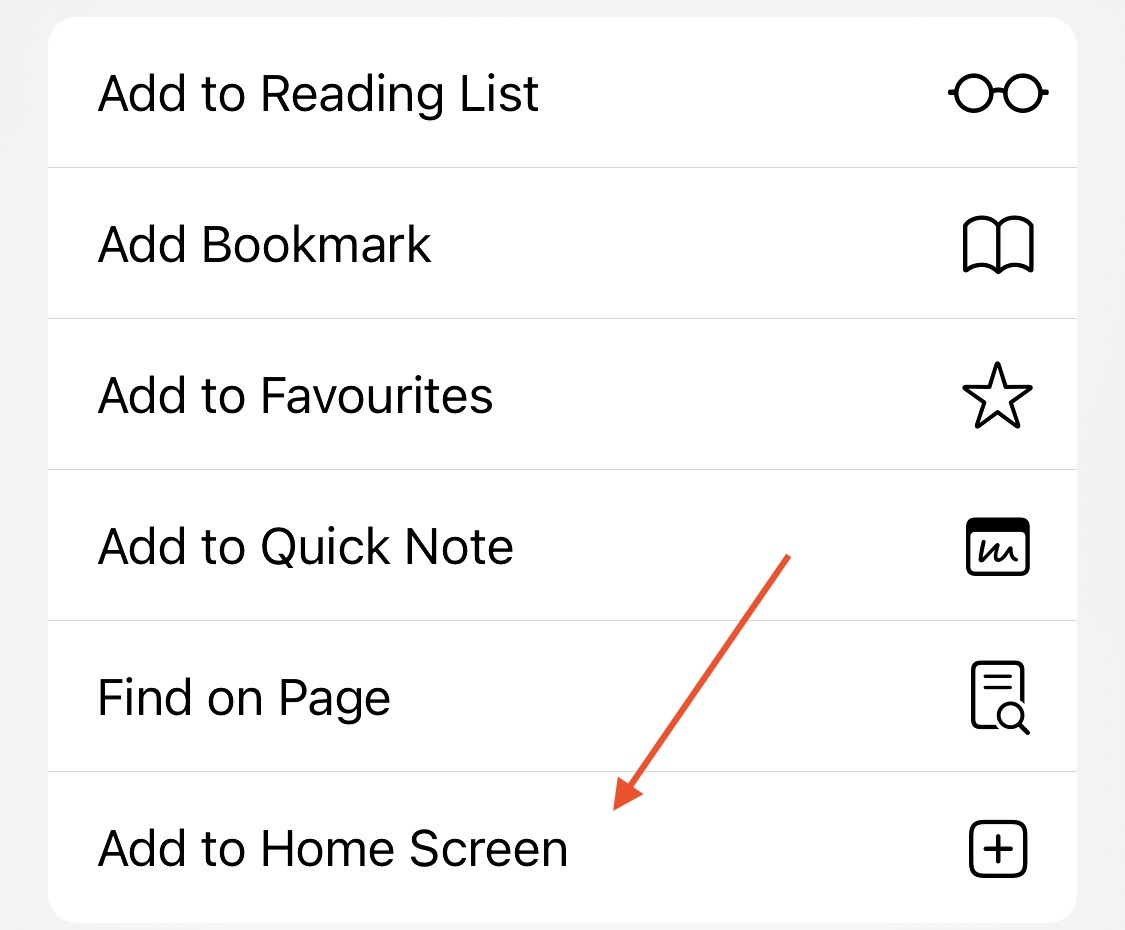 Add to Reading List
Add Bookmark
Add to Favourites
Add to Quick Note
Find on Page
Add to Home Screen